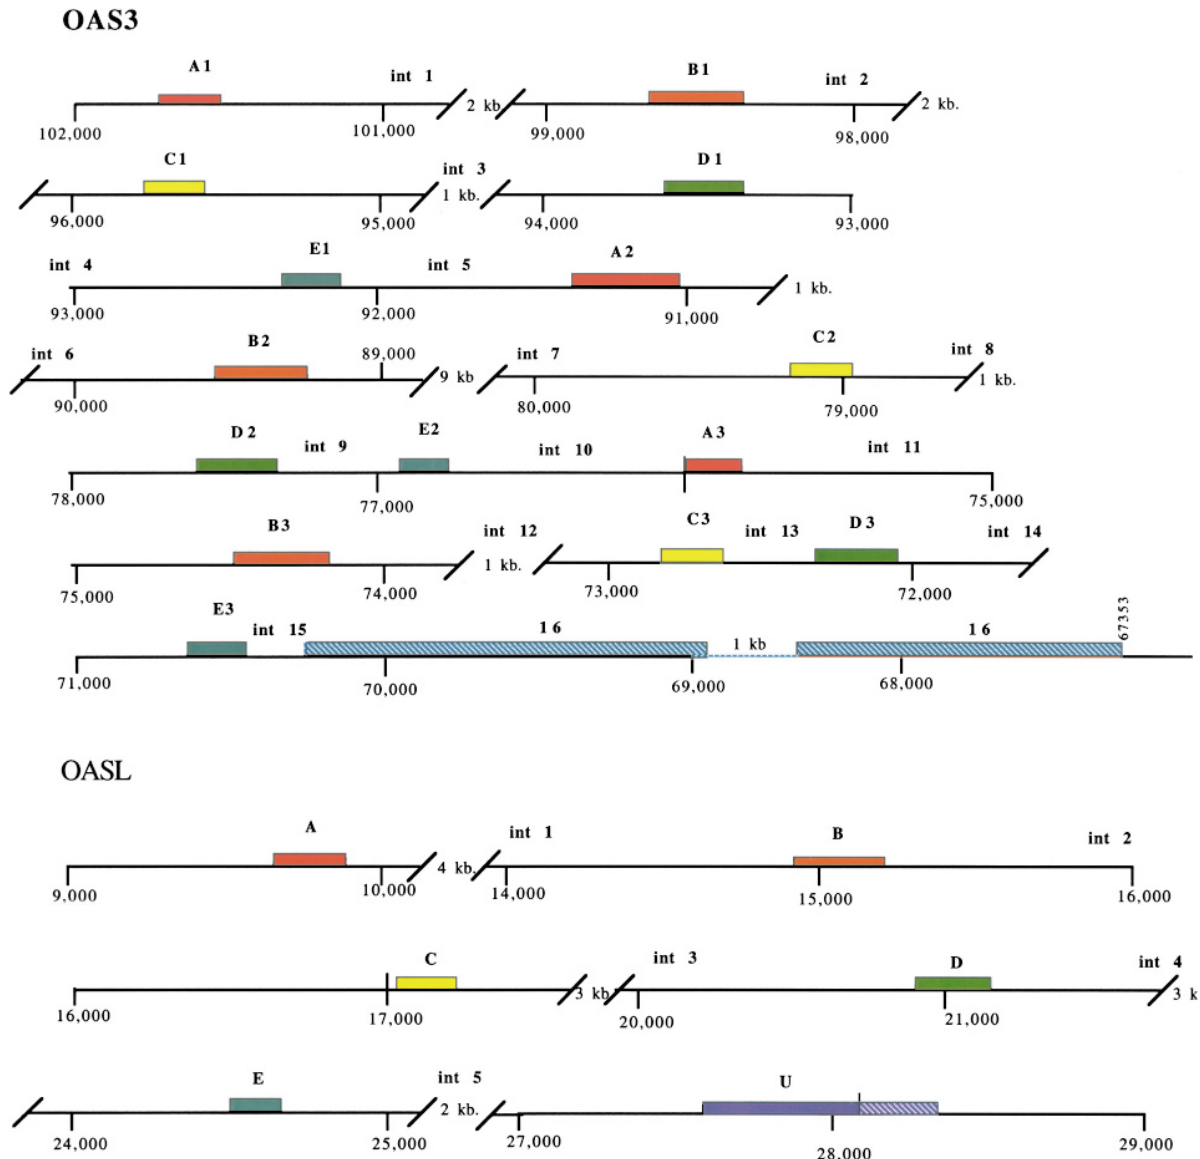 OAS3
A1 int 1 B1 int 2
2 kb. 2 kb.
102,000 101,000 99,000 98,000
C1 int 3 D1
1 kb.
96,000 95,000 94,000 93,000
int 4 E1 int 5 A2
1 kb.
93,000 92,000 91,000
int 6 B2 89,000 int 7 C2 int 8
9 kb 1 kb.
90,000 80,000 79,000
D2 int 9 E2 int 10 A3 int 11
78,000 77,000 75,000
B3 int 12 C3 int 13 D3 int 14
1 kb.
75,000 74,000 73,000 72,000
E3 int 15 16 1 kb 16 67353
71,000 70,000 69,000 68,000
OASL
A int 1 B int 2
4 kb.
9,000 10,000 14,000 15,000 16,000
C int 3 D int 4
3 kb 3 k
16,000 17,000 20,000 21,000
E int 5 U
2 kb.
24,000 25,000 27,000 28,000 29,000